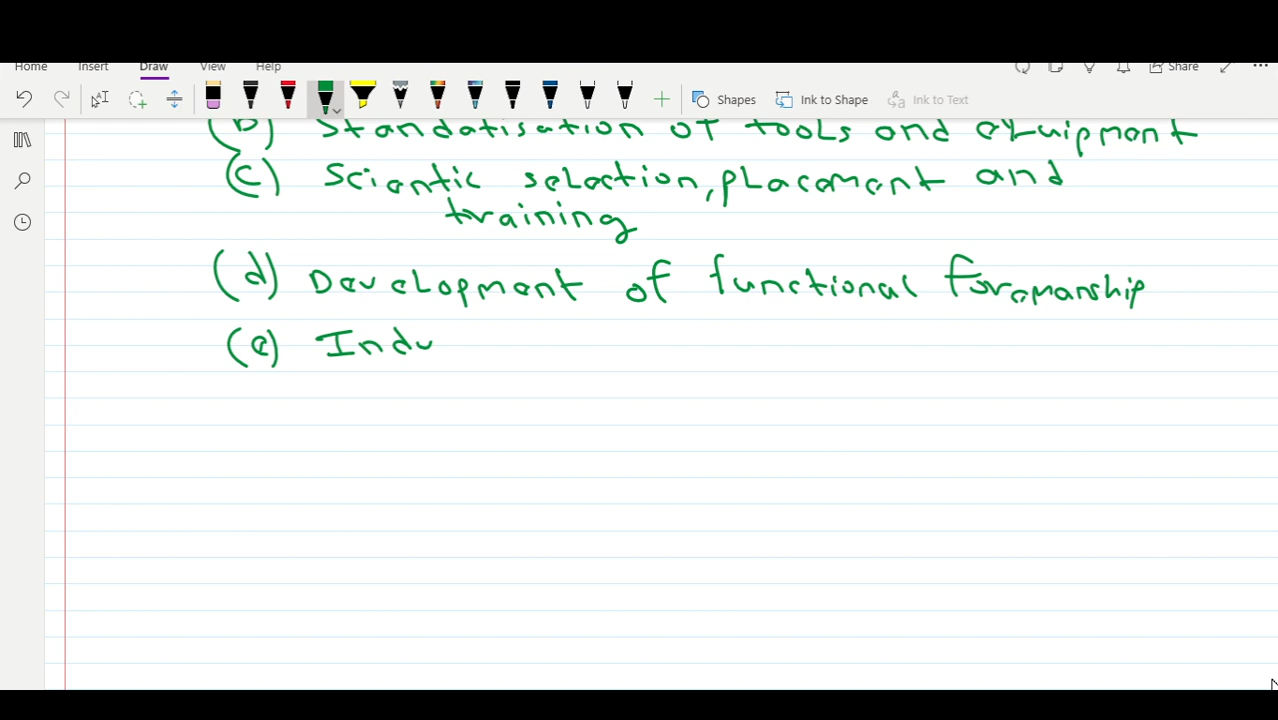 Home Insert Draw View Help Share
Shapes Ink to Shape Ink to Text
(b) Standatisation of tools and equipment
(c) Sciantic selection, placement and
training
(d) Development of functional foremanship
(e) Indu